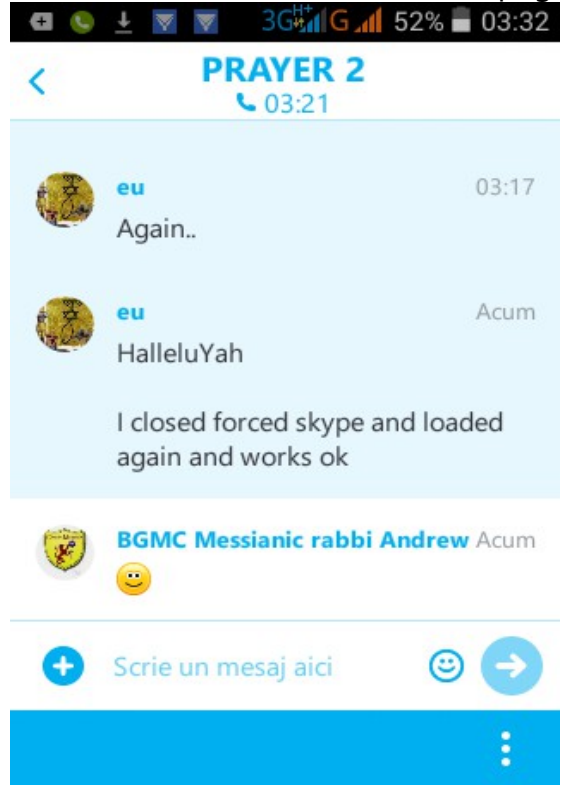 3G H+ G 52% 03:32
PRAYER 2
03:21
eu 03:17
Again..
eu Acum
HalleluYah
I closed forced skype and loaded
again and works ok
BGMC Messianic rabbi Andrew Acum
Scrie un mesaj aici